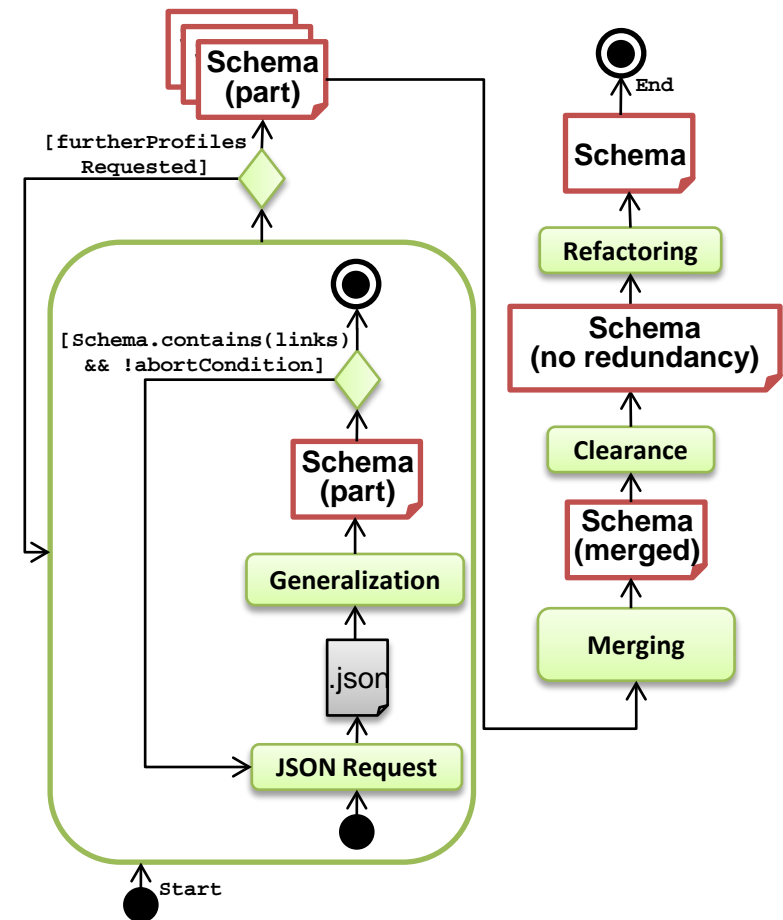 Schema
(part)
[furtherProfiles
Requested]
[Schema.contains(links)
&& !abortCondition]
Schema
(part)
Generalization
.json
JSON Request
Start
End
Schema
Refactoring
Schema
(no redundancy)
Clearance
Schema
(merged)
Merging